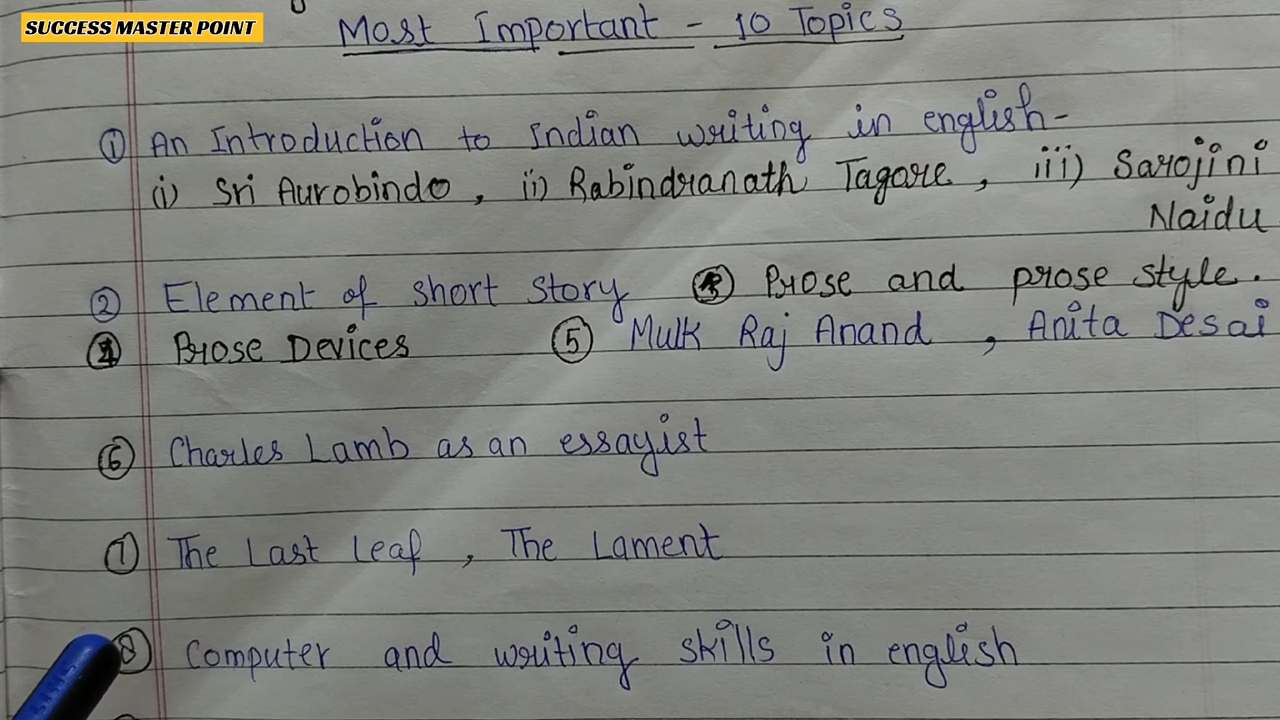 SUCCESS MASTER POINT
Most Important - 10 Topics
① An Introduction to Indian writing in english-
(i) Sri Aurobindo, ii) Rabindranath Tagore, iii) Sarojini
Naidu
② Element of short story ③ Prose and prose style.
④ Prose Devices ⑤ Mulk Raj Anand, Anita Desai
⑥ Charles Lamb as an essayist
⑦ The Last Leaf, The Lament
⑧ Computer and writing skills in english